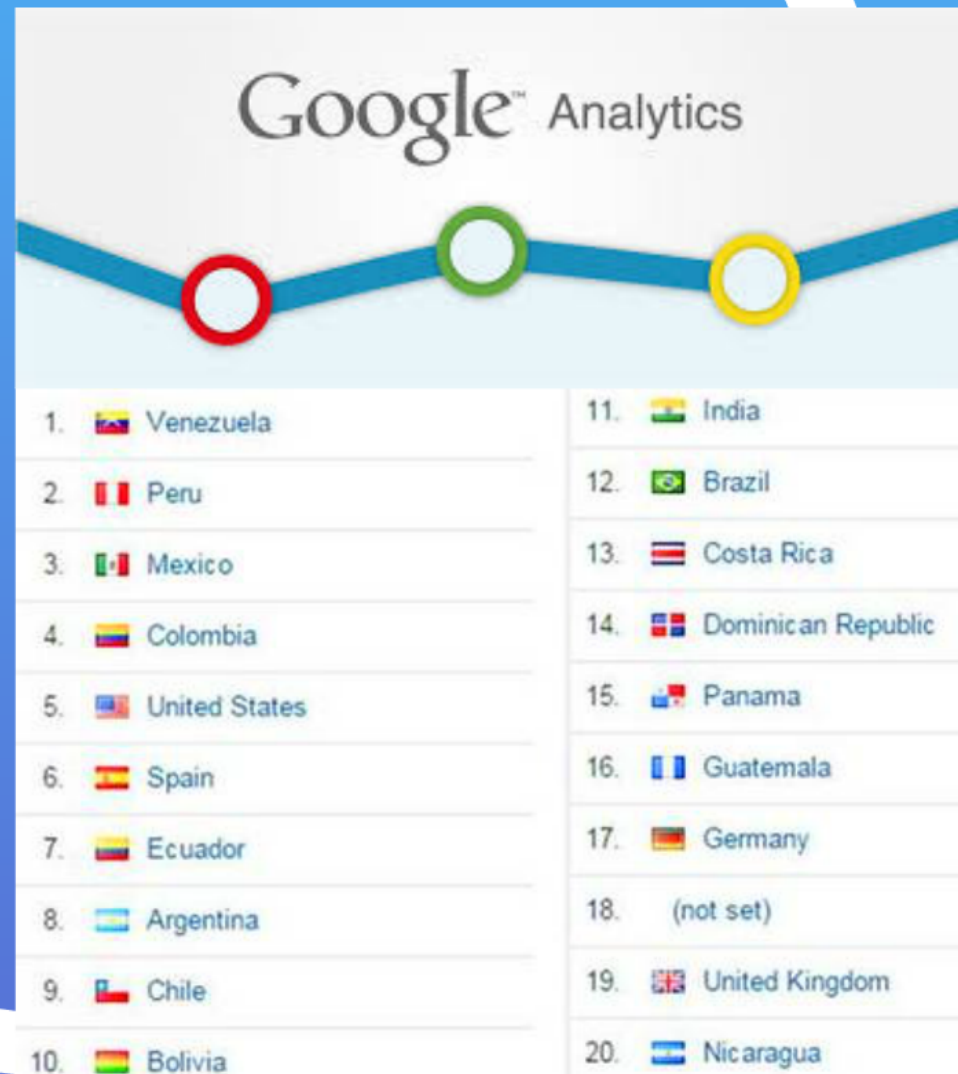 Google™ Analytics
1. Venezuela
2. Peru
3. Mexico
4. Colombia
5. United States
6. Spain
7. Ecuador
8. Argentina
9. Chile
10. Bolivia
11. India
12. Brazil
13. Costa Rica
14. Dominican Republic
15. Panama
16. Guatemala
17. Germany
18. (not set)
19. United Kingdom
20. Nicaragua